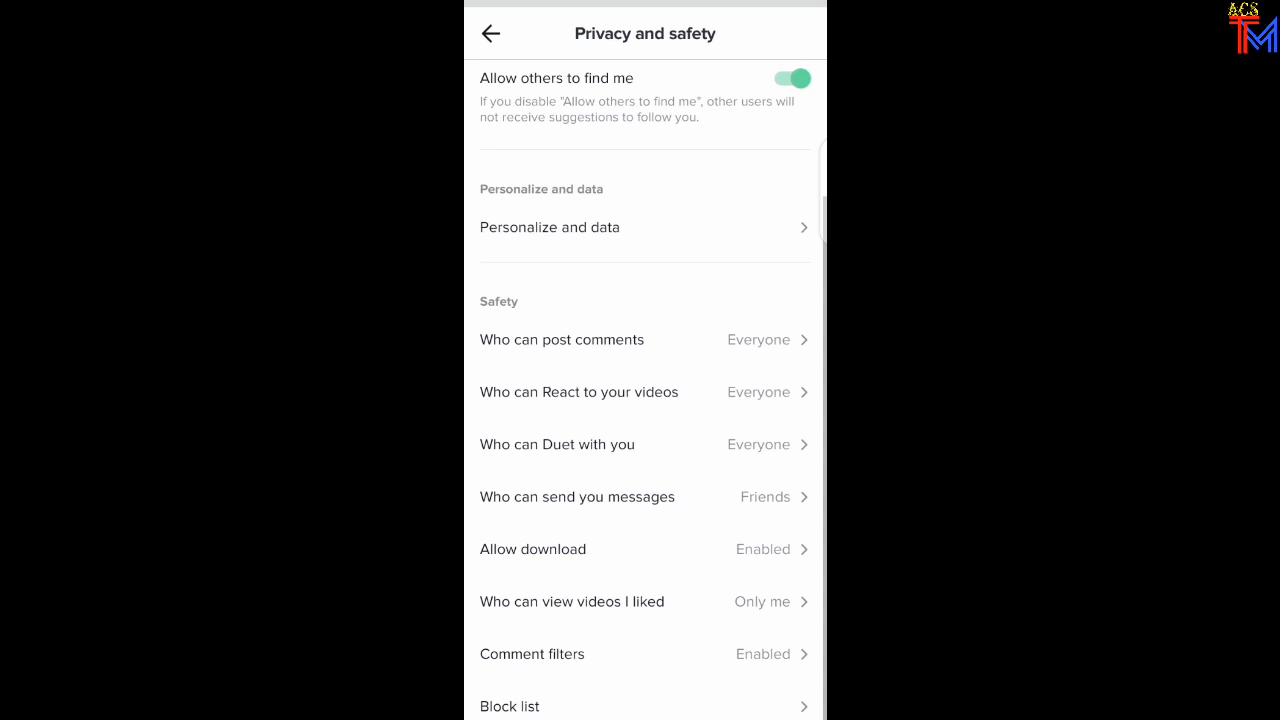 ACS
TM
Privacy and safety
Allow others to find me
If you disable "Allow others to find me", other users will
not receive suggestions to follow you.
Personalize and data
Personalize and data
Safety
Who can post comments Everyone
Who can React to your videos Everyone
Who can Duet with you Everyone
Who can send you messages Friends
Allow download Enabled
Who can view videos I liked Only me
Comment filters Enabled
Block list